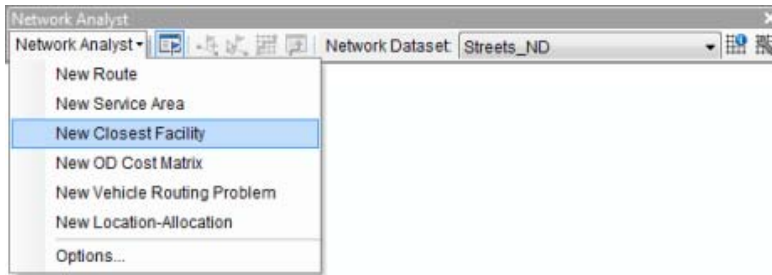 Network Analyst
Network Analyst Network Dataset: Streets_ND
New Route
New Service Area
New Closest Facility
New OD Cost Matrix
New Vehicle Routing Problem
New Location-Allocation
Options...